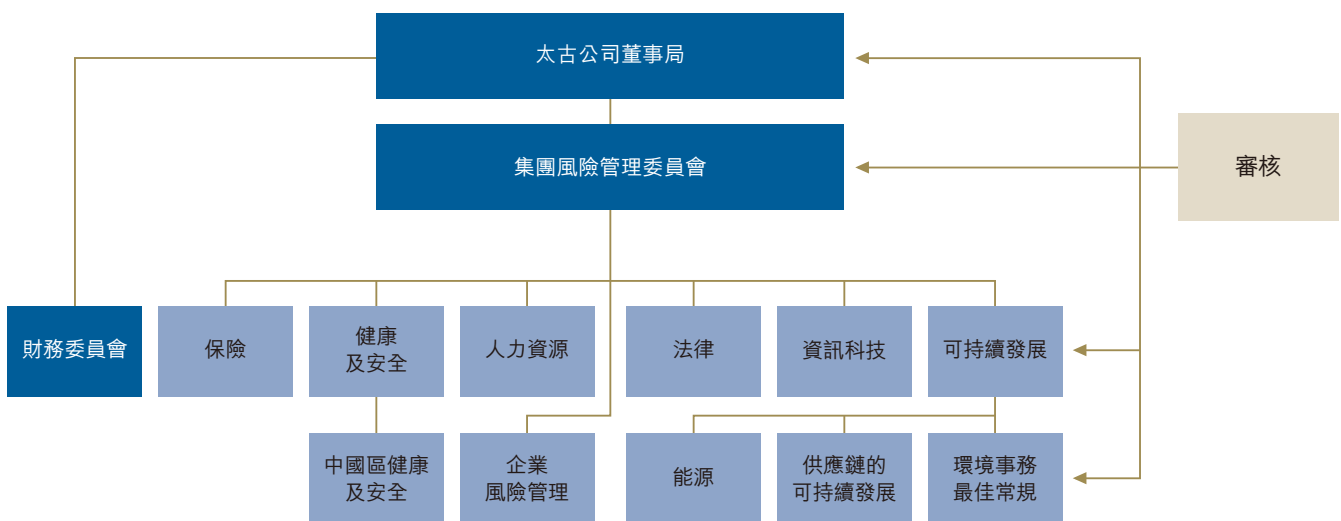 太古公司董事局
集團風險管理委員會
審核
財務委員會
保險
健康
及安全
人力資源
法律
資訊科技
可持續發展
中國區健康
及安全
企業
風險管理
能源
供應鏈的
可持續發展
環境事務
最佳常規